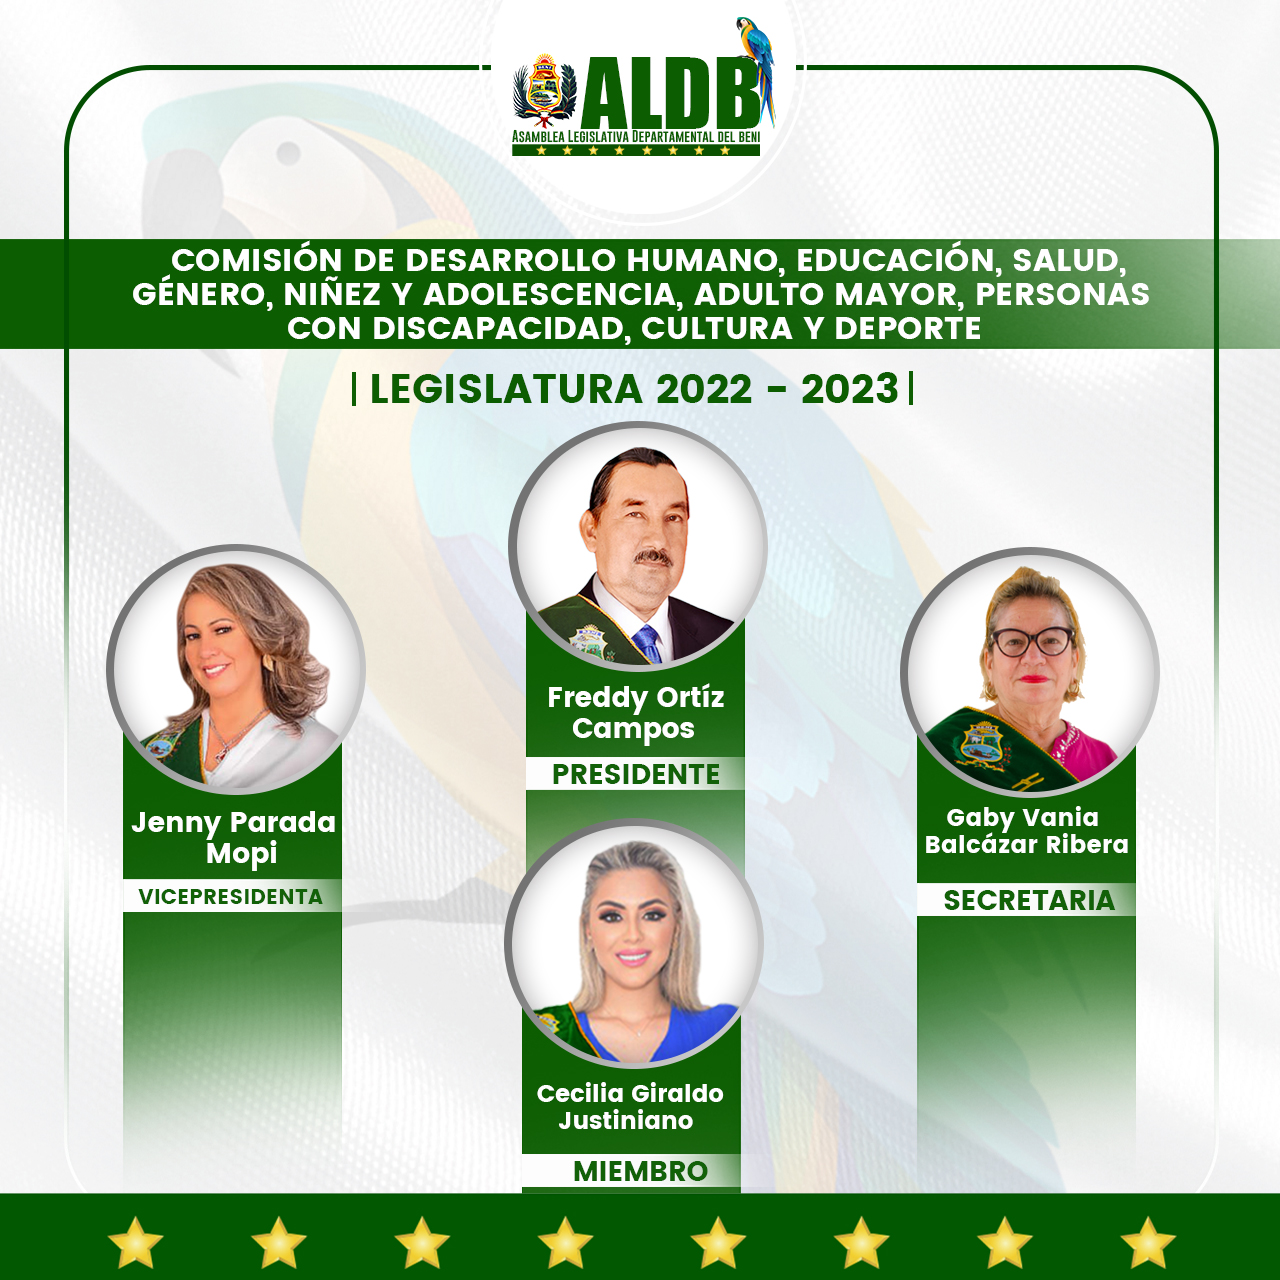 ALDB
ASAMBLEA LEGISLATIVA DEPARTAMENTAL DEL BENI
COMISIÓN DE DESARROLLO HUMANO, EDUCACIÓN, SALUD,
GÉNERO, NIÑEZ Y ADOLESCENCIA, ADULTO MAYOR, PERSONAS
CON DISCAPACIDAD, CULTURA Y DEPORTE
| LEGISLATURA 2022 - 2023 |
Freddy Ortíz
Campos
PRESIDENTE
Jenny Parada
Mopi
VICEPRESIDENTA
Gaby Vania
Balcázar Ribera
SECRETARIA
Cecilia Giraldo
Justiniano
MIEMBRO